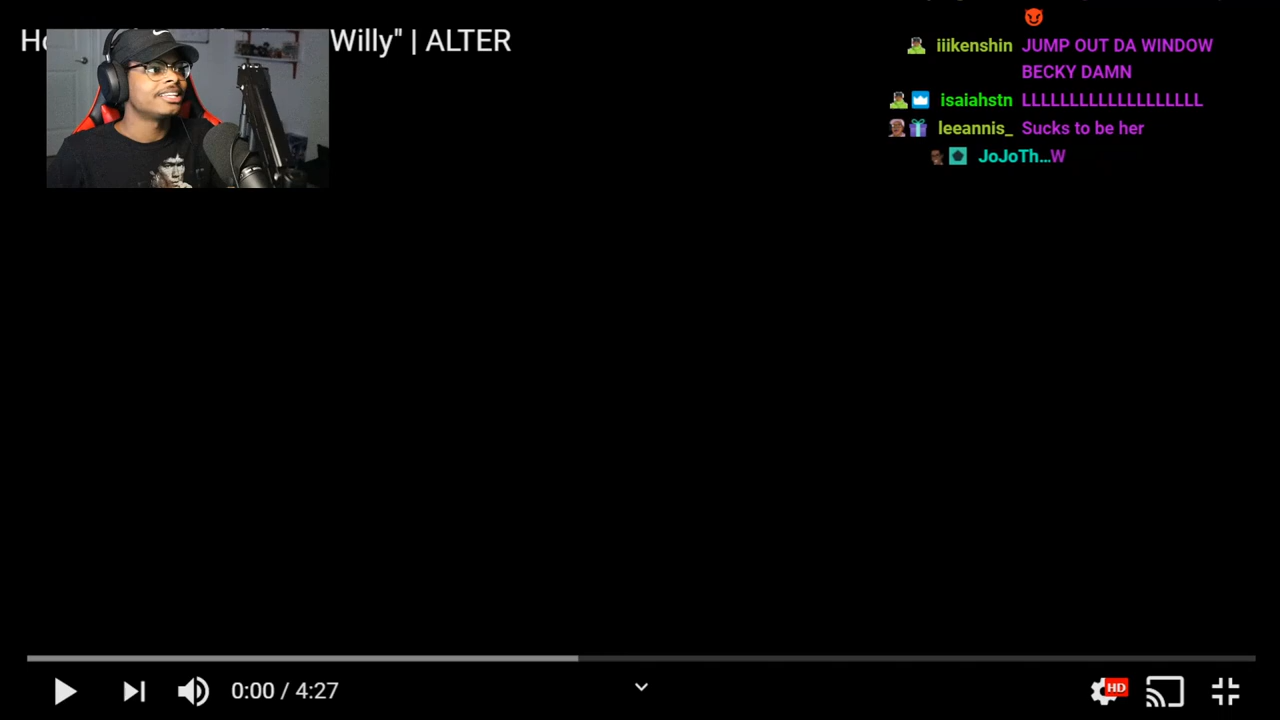 Willy" | ALTER
iiikenshin JUMP OUT DA WINDOW
BECKY DAMN
isaiahstn LLLLLLLLLLLLLLLLLLL
leeannis_ Sucks to be her
JoJoTh…W
0:00 / 4:27
HD